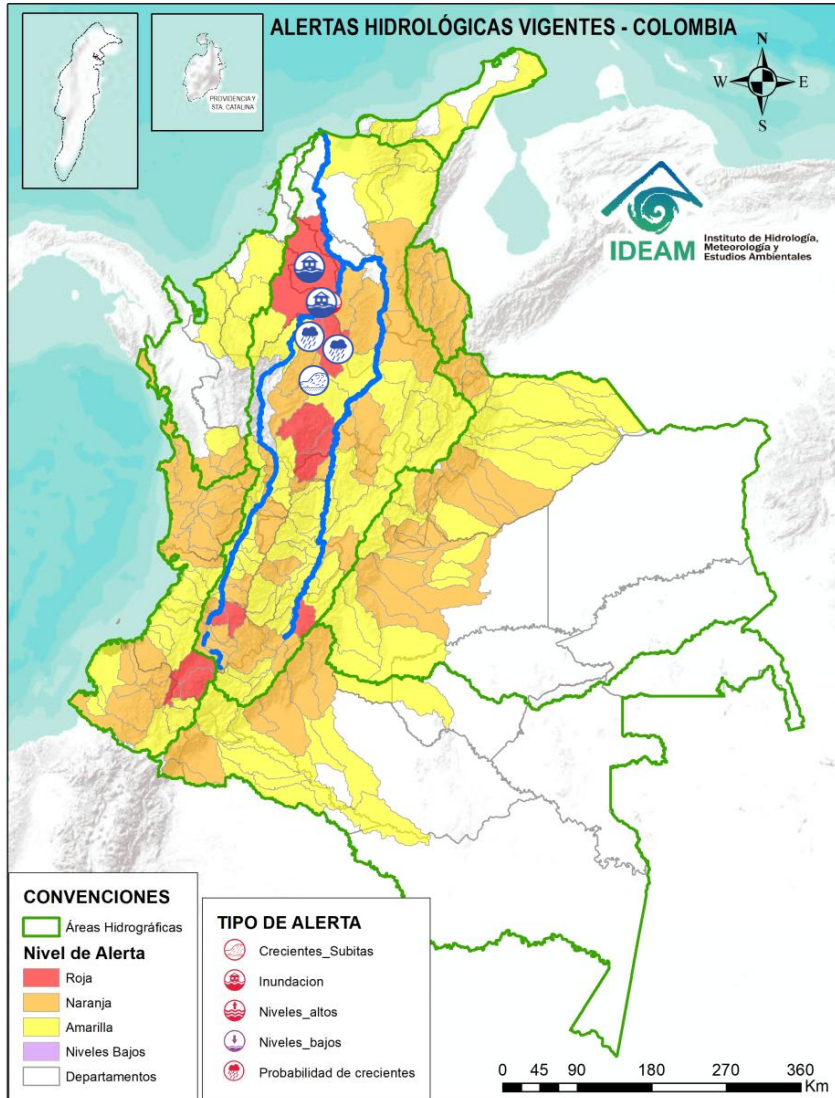 ALERTAS HIDROLÓGICAS VIGENTES - COLOMBIA
PROVIDENCIA Y
STA. CATALINA
N
W
E
S
IDEAM
Instituto de Hidrología,
Meteorología y
Estudios Ambientales
CONVENCIONES
Áreas Hidrográficas
Nivel de Alerta
Roja
Naranja
Amarilla
Niveles Bajos
Departamentos
TIPO DE ALERTA
Crecientes_Subitas
Inundacion
Niveles_altos
Niveles_bajos
Probabilidad de crecientes
0 45 90 180 270 360
Km